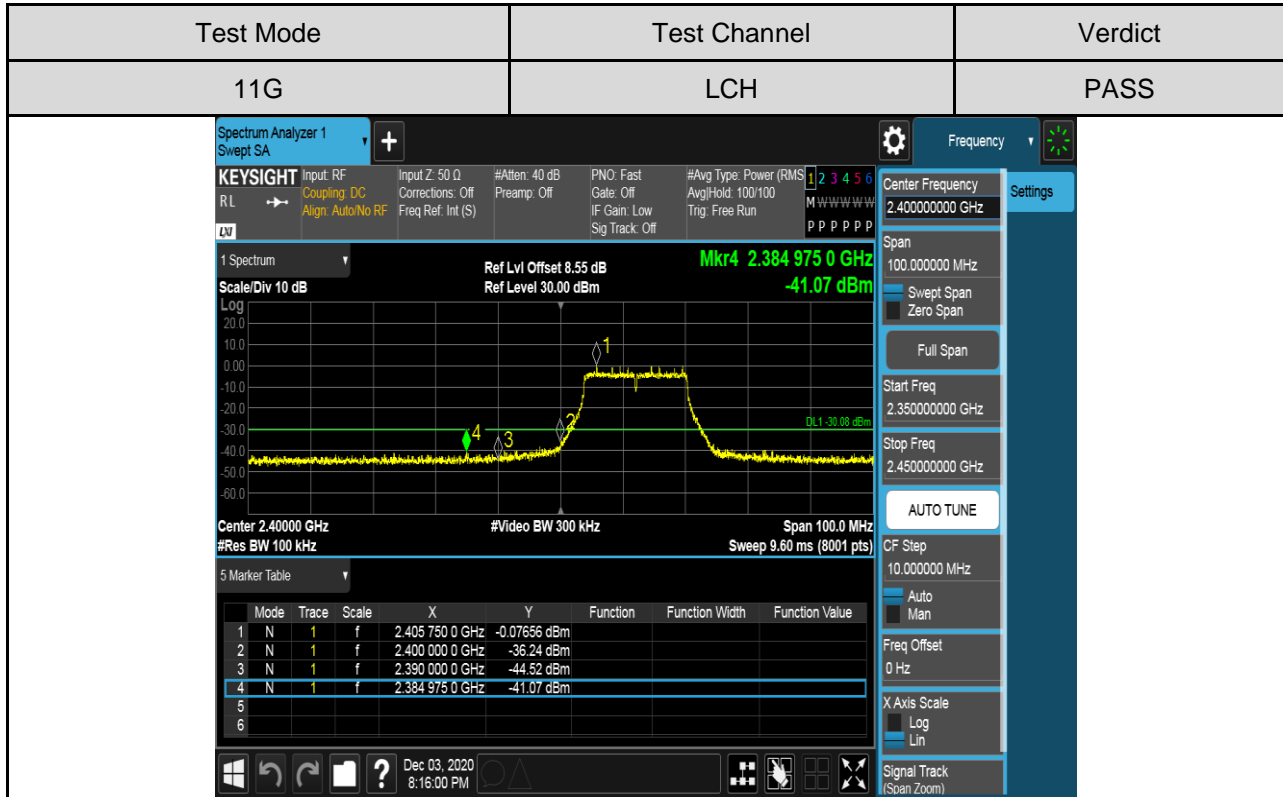 Test Mode Test Channel Verdict
11G LCH PASS
Spectrum Analyzer 1
Swept SA
+
Frequency
KEYSIGHT Input: RF Input Z: 50 Ω #Atten: 40 dB PNO: Fast #Avg Type: Power (RMS 1 2 3 4 5 6
RL Coupling: DC Corrections: Off Preamp: Off Gate: Off Avg|Hold: 100/100 M W W W W W
Align: Auto/No RF Freq Ref: Int (S) IF Gain: Low Trig: Free Run
LXI Sig Track: Off P P P P P P
Center Frequency
2.400000000 GHz
Settings
1 Spectrum
Ref Lvl Offset 8.55 dB
Mkr4 2.384 975 0 GHz
Scale/Div 10 dB Ref Level 30.00 dBm -41.07 dBm
Log
20.0
10.0
0.00
-10.0
-20.0
-30.0
-40.0
-50.0
-60.0
1
2
3
4
DL1 -30.08 dBm
Center 2.40000 GHz #Video BW 300 kHz Span 100.0 MHz
#Res BW 100 kHz Sweep 9.60 ms (8001 pts)
Span
100.000000 MHz
Swept Span
Zero Span
Full Span
Start Freq
2.350000000 GHz
Stop Freq
2.450000000 GHz
AUTO TUNE
CF Step
10.000000 MHz
Auto
Man
Freq Offset
0 Hz
X Axis Scale
Log
Lin
Signal Track
(Span Zoom)
5 Marker Table
Mode Trace Scale X Y Function Function Width Function Value
1 N 1 f 2.405 750 0 GHz -0.07656 dBm
2 N 1 f 2.400 000 0 GHz -36.24 dBm
3 N 1 f 2.390 000 0 GHz -44.52 dBm
4 N 1 f 2.384 975 0 GHz -41.07 dBm
5
6
?
Dec 03, 2020
8:16:00 PM